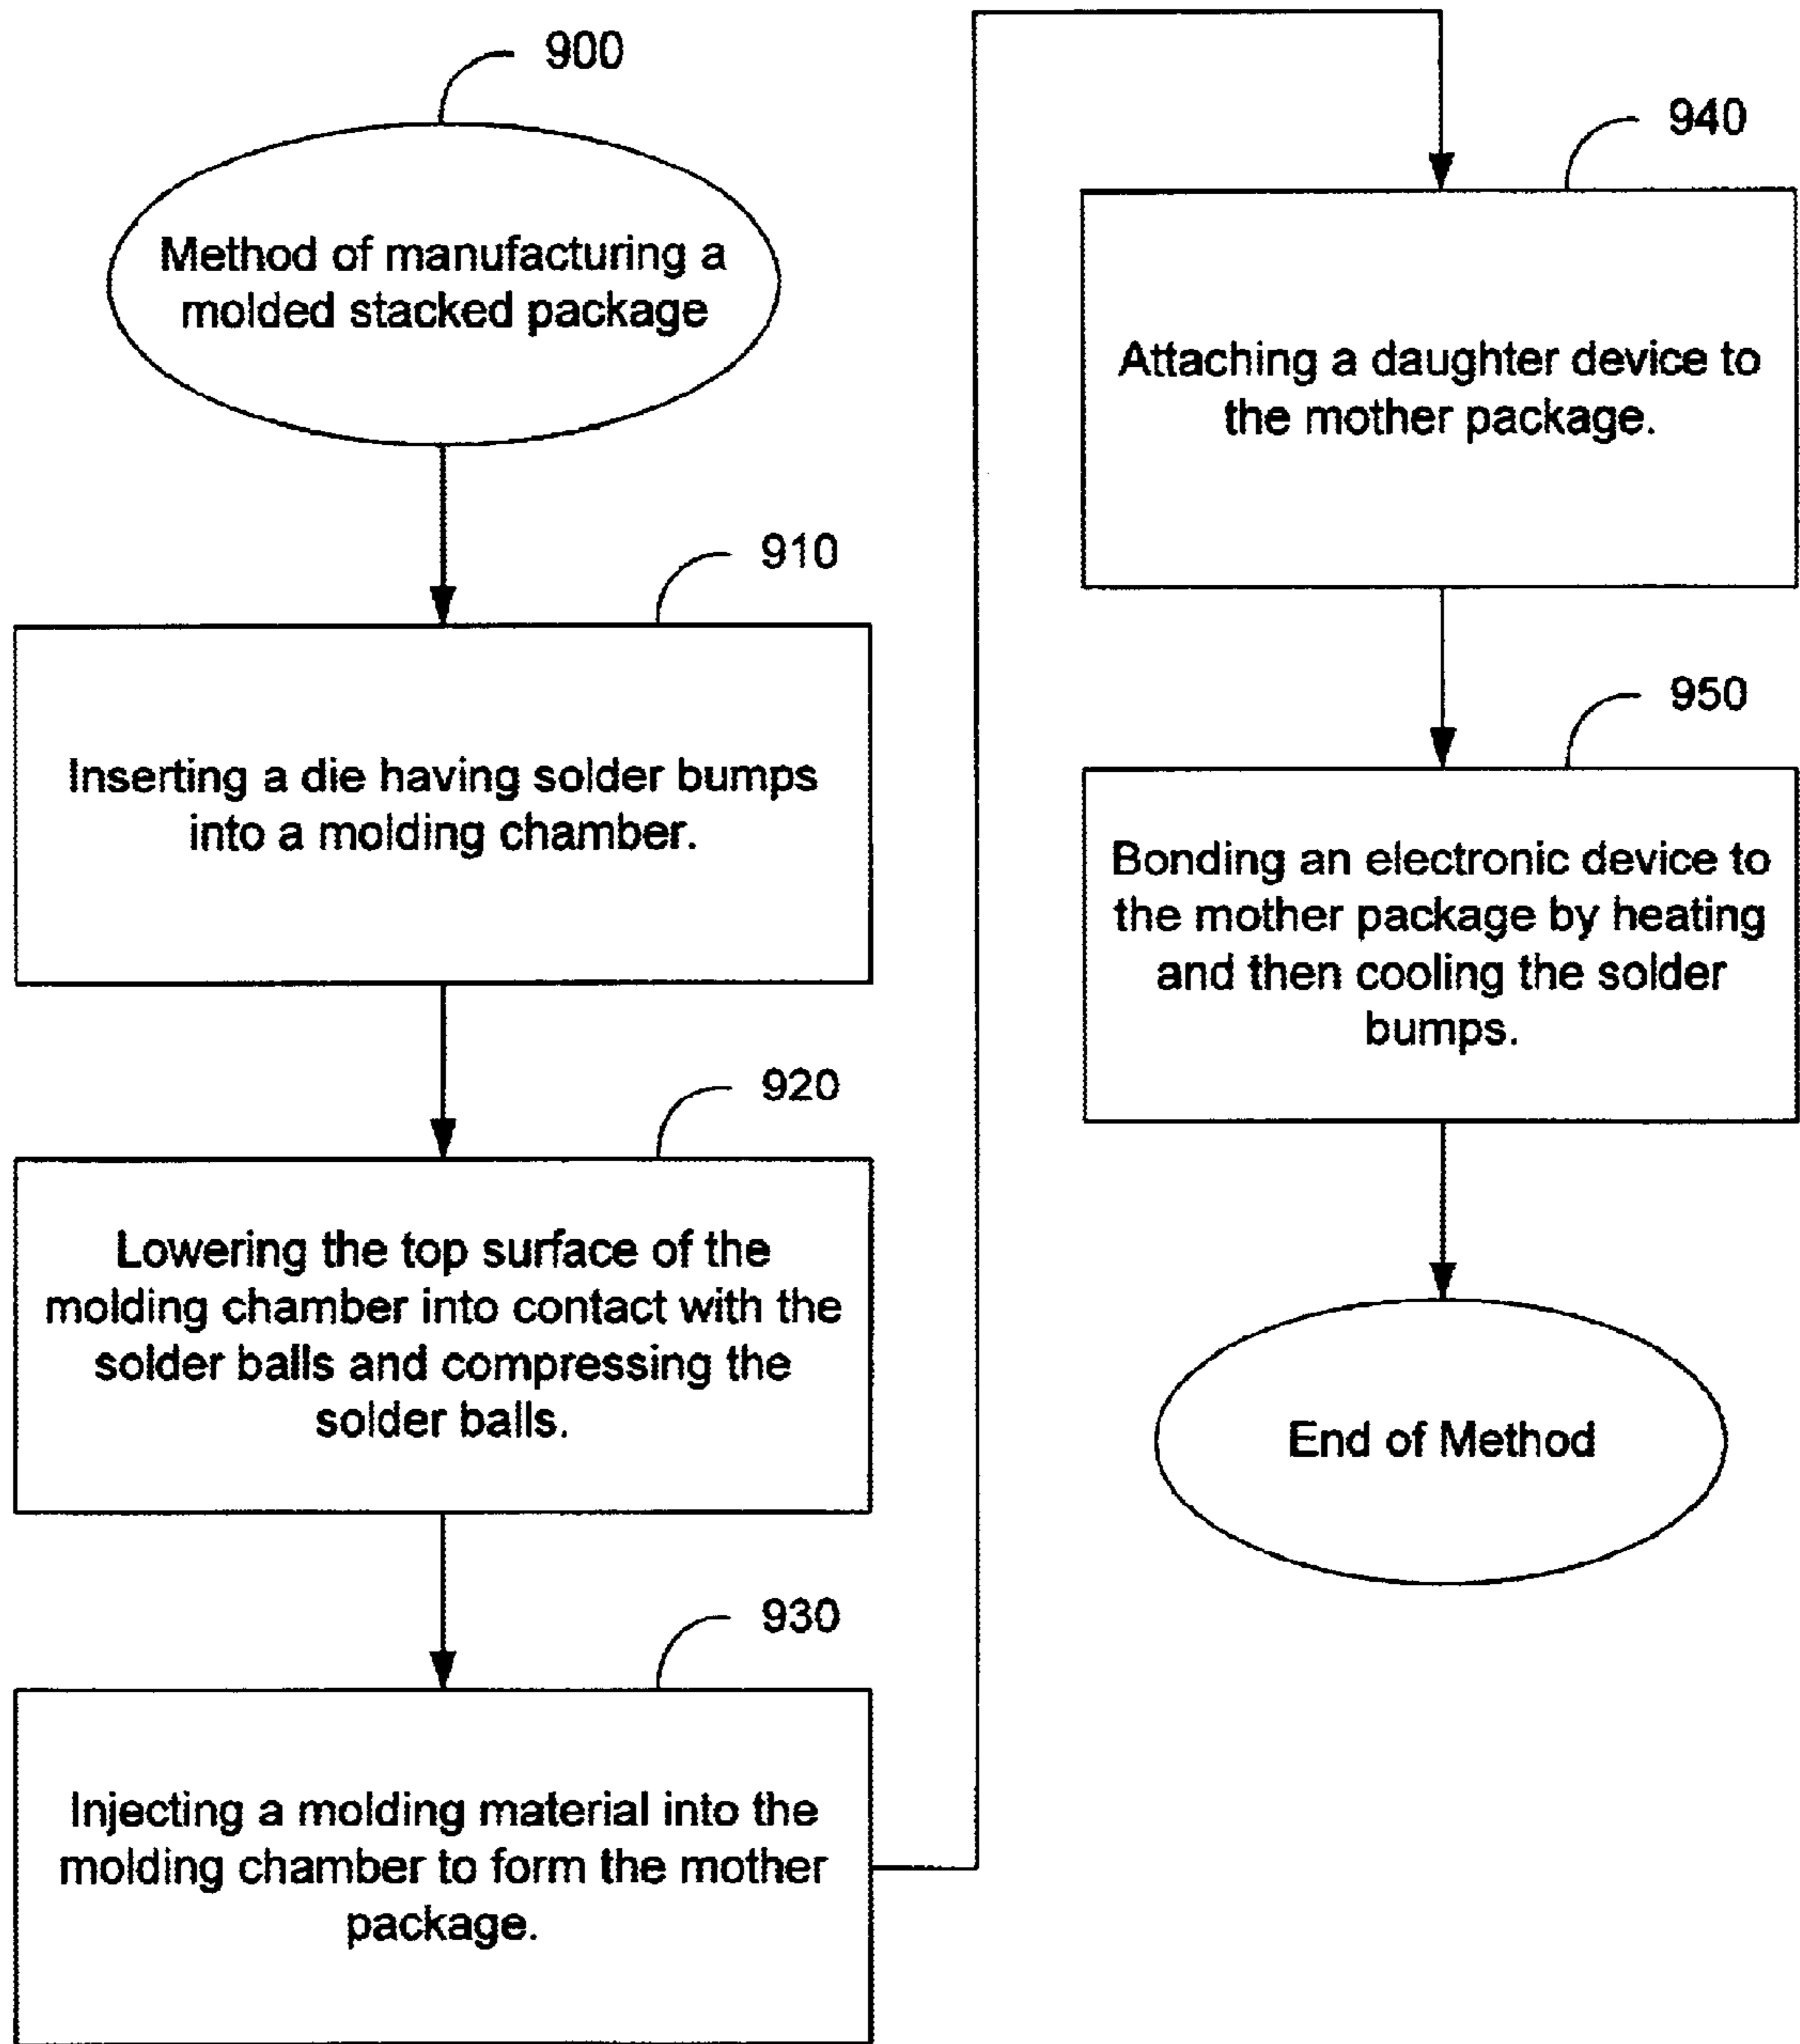 900
Method of manufacturing a
molded stacked package
910
Inserting a die having solder bumps
into a molding chamber.
920
Lowering the top surface of the
molding chamber into contact with the
solder balls and compressing the
solder balls.
930
Injecting a molding material into the
molding chamber to form the mother
package.
940
Attaching a daughter device to
the mother package.
950
Bonding an electronic device to
the mother package by heating
and then cooling the solder
bumps.
End of Method